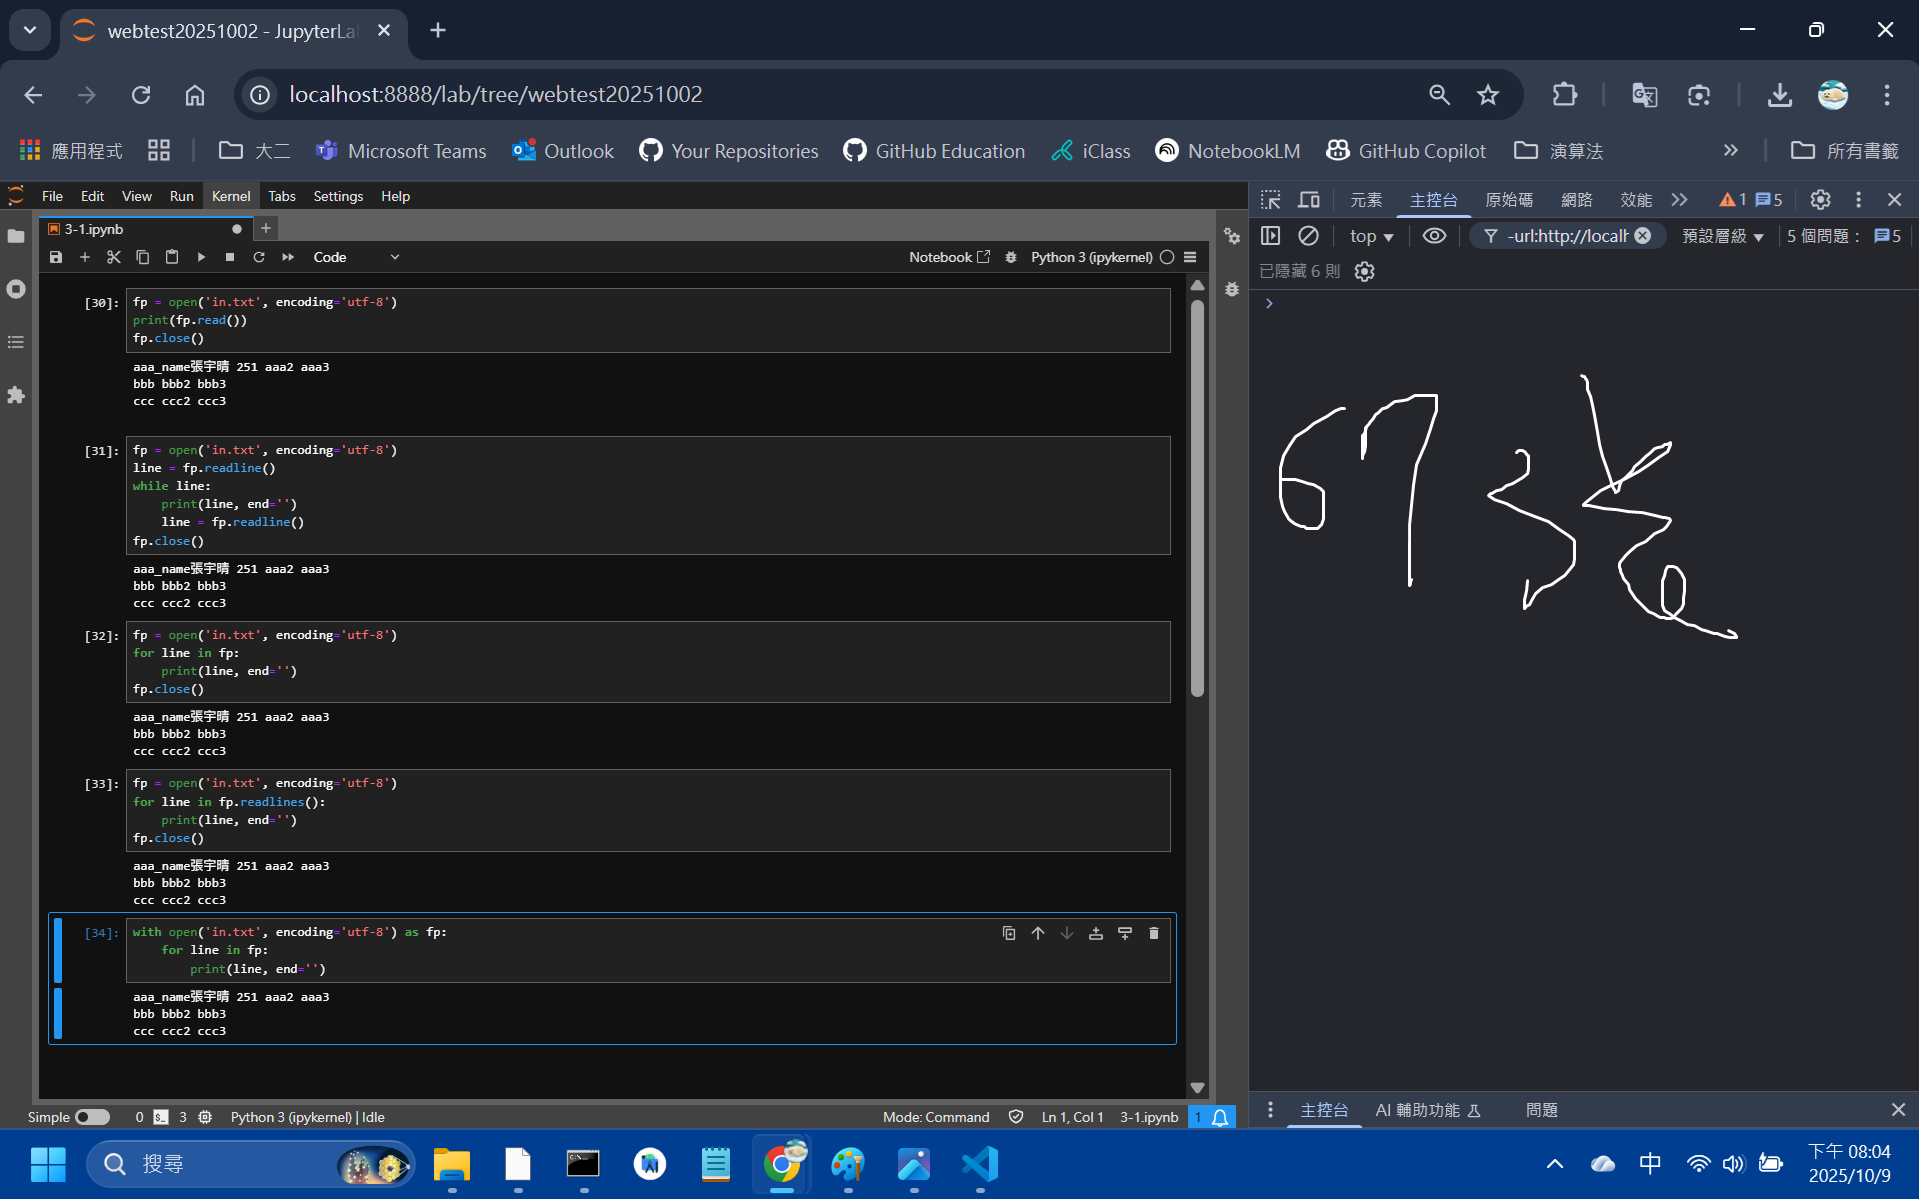 webtest20251002 - JupyterLa
localhost:8888/lab/tree/webtest20251002
應用程式 大二 Microsoft Teams Outlook Your Repositories GitHub Education iClass NotebookLM GitHub Copilot 演算法 » 所有書籤
File Edit View Run Kernel Tabs Settings Help
3-1.ipynb
Code
Notebook Python 3 (ipykernel)
[30]: fp = open('in.txt', encoding='utf-8')
print(fp.read())
fp.close()
aaa_name張宇晴 251 aaa2 aaa3
bbb bbb2 bbb3
ccc ccc2 ccc3
[31]: fp = open('in.txt', encoding='utf-8')
line = fp.readline()
while line:
    print(line, end='')
    line = fp.readline()
fp.close()
aaa_name張宇晴 251 aaa2 aaa3
bbb bbb2 bbb3
ccc ccc2 ccc3
[32]: fp = open('in.txt', encoding='utf-8')
for line in fp:
    print(line, end='')
fp.close()
aaa_name張宇晴 251 aaa2 aaa3
bbb bbb2 bbb3
ccc ccc2 ccc3
[33]: fp = open('in.txt', encoding='utf-8')
for line in fp.readlines():
    print(line, end='')
fp.close()
aaa_name張宇晴 251 aaa2 aaa3
bbb bbb2 bbb3
ccc ccc2 ccc3
[34]: with open('in.txt', encoding='utf-8') as fp:
    for line in fp:
        print(line, end='')
aaa_name張宇晴 251 aaa2 aaa3
bbb bbb2 bbb3
ccc ccc2 ccc3
Simple 0 3 Python 3 (ipykernel) | Idle Mode: Command Ln 1, Col 1 3-1.ipynb 1
元素 主控台 原始碼 網路 效能 » 1 5
top -url:http://localh 預設層級 5 個問題： 5
已隱藏 6 則
67
主控台 AI 輔助功能 問題
搜尋
中
下午 08:04
2025/10/9